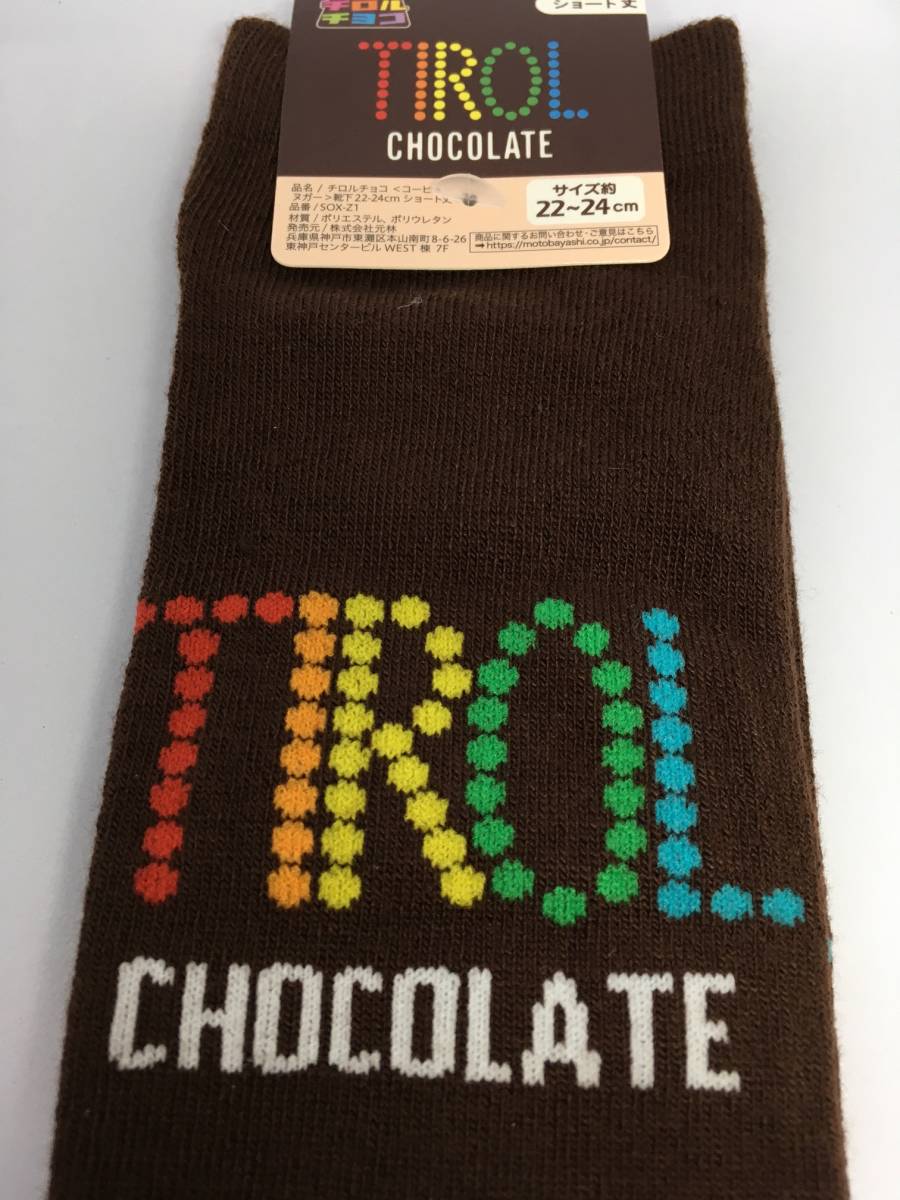 チロル
チョコ
ショート丈
TIROL
CHOCOLATE
品名/チロルチョコ<コーヒ
ヌガー>靴下22-24cm ショート丈
品番/SOX-Z1
材質/ポリエステル、ポリウレタン
発売元/株式会社元林
兵庫県神戸市東灘区本山南町8-6-26
東神戸センタービル WEST 棟 7F
サイズ約
22~24cm
商品に関するお問い合わせ・ご意見はこちら
➞https://motobayashi.co.jp/contact/
TIROL
CHOCOLATE